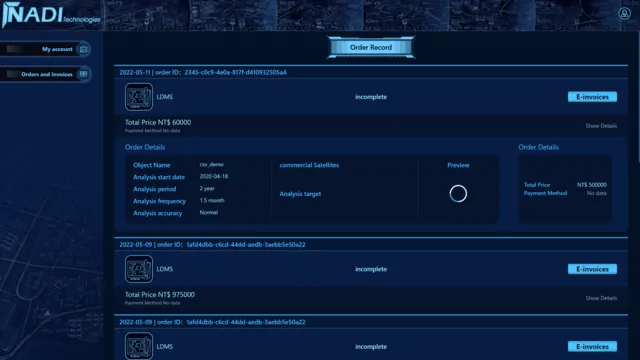 NADI Technologies
Order Record
My account
Orders and Invoices
2022-05-11 | order ID: 2345-c0c9-4e0a-817f-d410932505a4
LDMS
incomplete
E-invoices
Total Price NT$ 60000
Payment Method No data
Show Details
Order Details
Object Name csv_demo
Analysis start date 2020-04-18
Analysis period 2 year
Analysis frequency 1.5 month
Analysis accuracy Normal
commercial Satellites
Analysis target
Preview
Order Details
Total Price NT$ 500000
Payment Method No data
2022-05-09 | order ID: 1afd4dbb-c6cd-44dd-aedb-3aebb5e50a22
LDMS
incomplete
E-invoices
Total Price NT$ 975000
Payment Method No data
Show Details
2022-05-09 | order ID: 1afd4dbb-c6cd-44dd-aedb-3aebb5e50a22
LDMS
incomplete
E-invoices